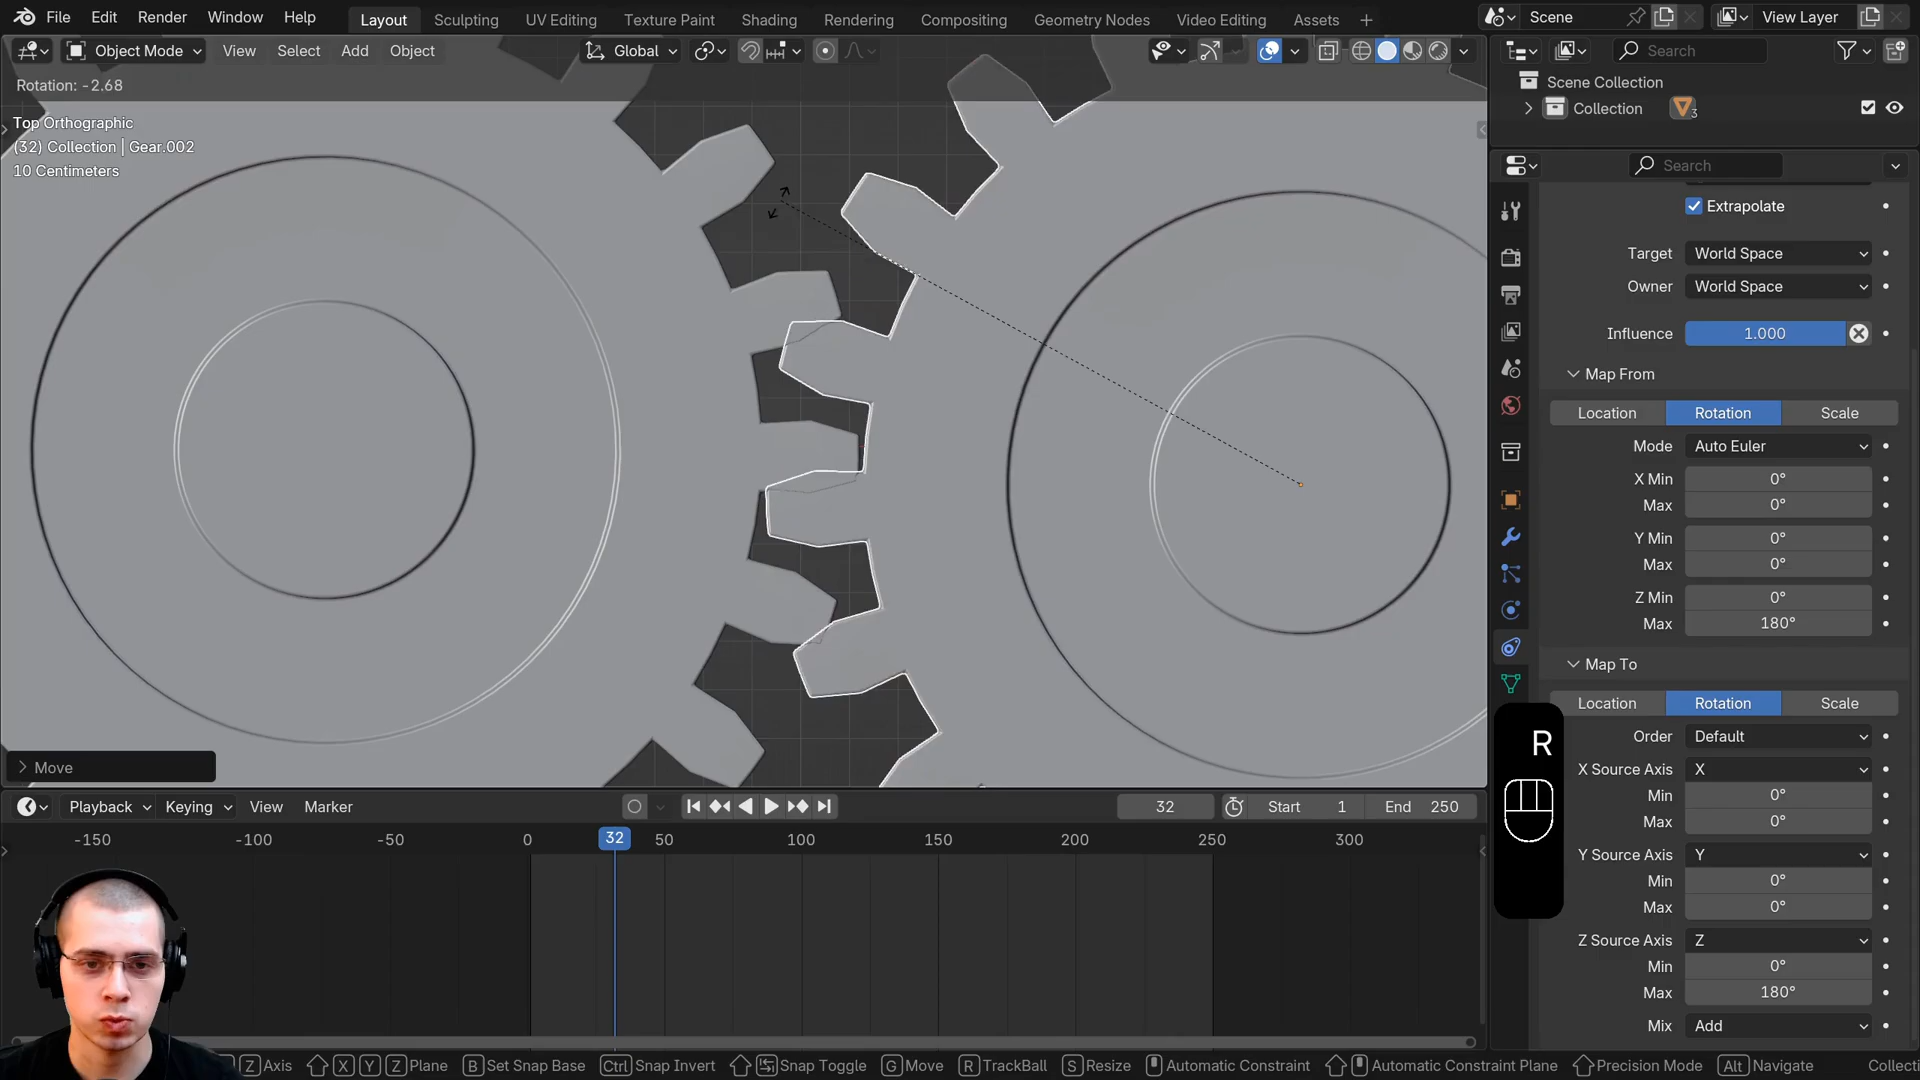 File Edit Render Window Help Layout Sculpting UV Editing Texture Paint Shading Rendering Compositing Geometry Nodes Video Editing Assets Scene View Layer
Object Mode View Select Add Object Global Search
Rotation: -2.68
Scene Collection
Collection 3
Top Orthographic
(32) Collection | Gear.002
10 Centimeters
Search
Extrapolate
Target World Space
Owner World Space
Influence 1.000
Map From
Location Rotation Scale
Mode Auto Euler
X Min 0°
Max 0°
Y Min 0°
Max 0°
Z Min 0°
Max 180°
Map To
Location Rotation Scale
Order Default
X Source Axis X
Min 0°
Max 0°
Y Source Axis Y
Min 0°
Max 0°
Z Source Axis Z
Min 0°
Max 180°
Mix Add
R
Move
Playback Keying View Marker 32 Start 1 End 250
-150 -100 -50 0 32 50 100 150 200 250 300
Z Axis X Y Z Plane B Set Snap Base Ctrl Snap Invert Snap Toggle G Move R TrackBall S Resize Automatic Constraint Automatic Constraint Plane Precision Mode Alt Navigate Collecti